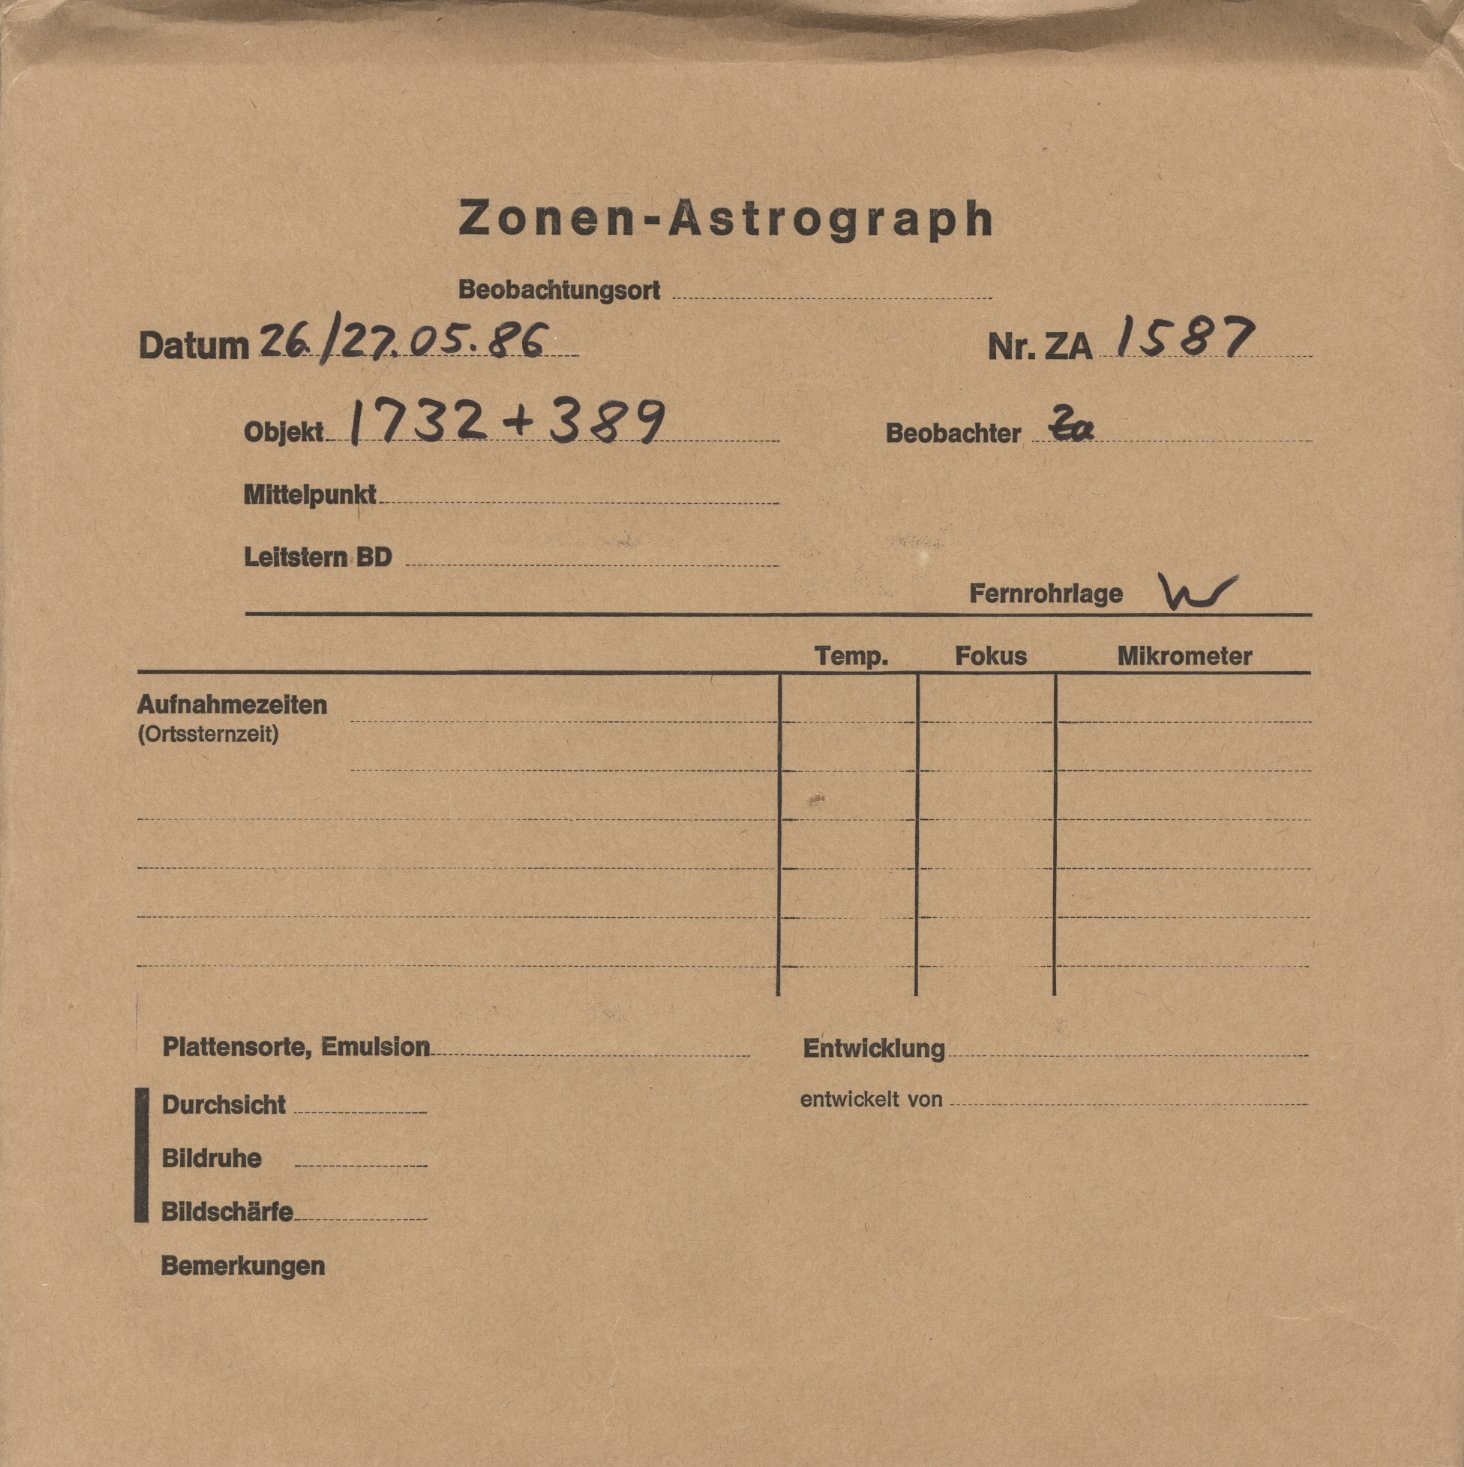 Zonen-Astrograph
Beobachtungsort
Datum 26/27.05.86 Nr. ZA 1587
Objekt 1732+389 Beobachter Za
Mittelpunkt
Leitstern BD
Fernrohrlage W
Temp. Fokus Mikrometer
Aufnahmezeiten
(Ortssternzeit)
Plattensorte, Emulsion Entwicklung
Durchsicht entwickelt von
Bildruhe
Bildschärfe
Bemerkungen